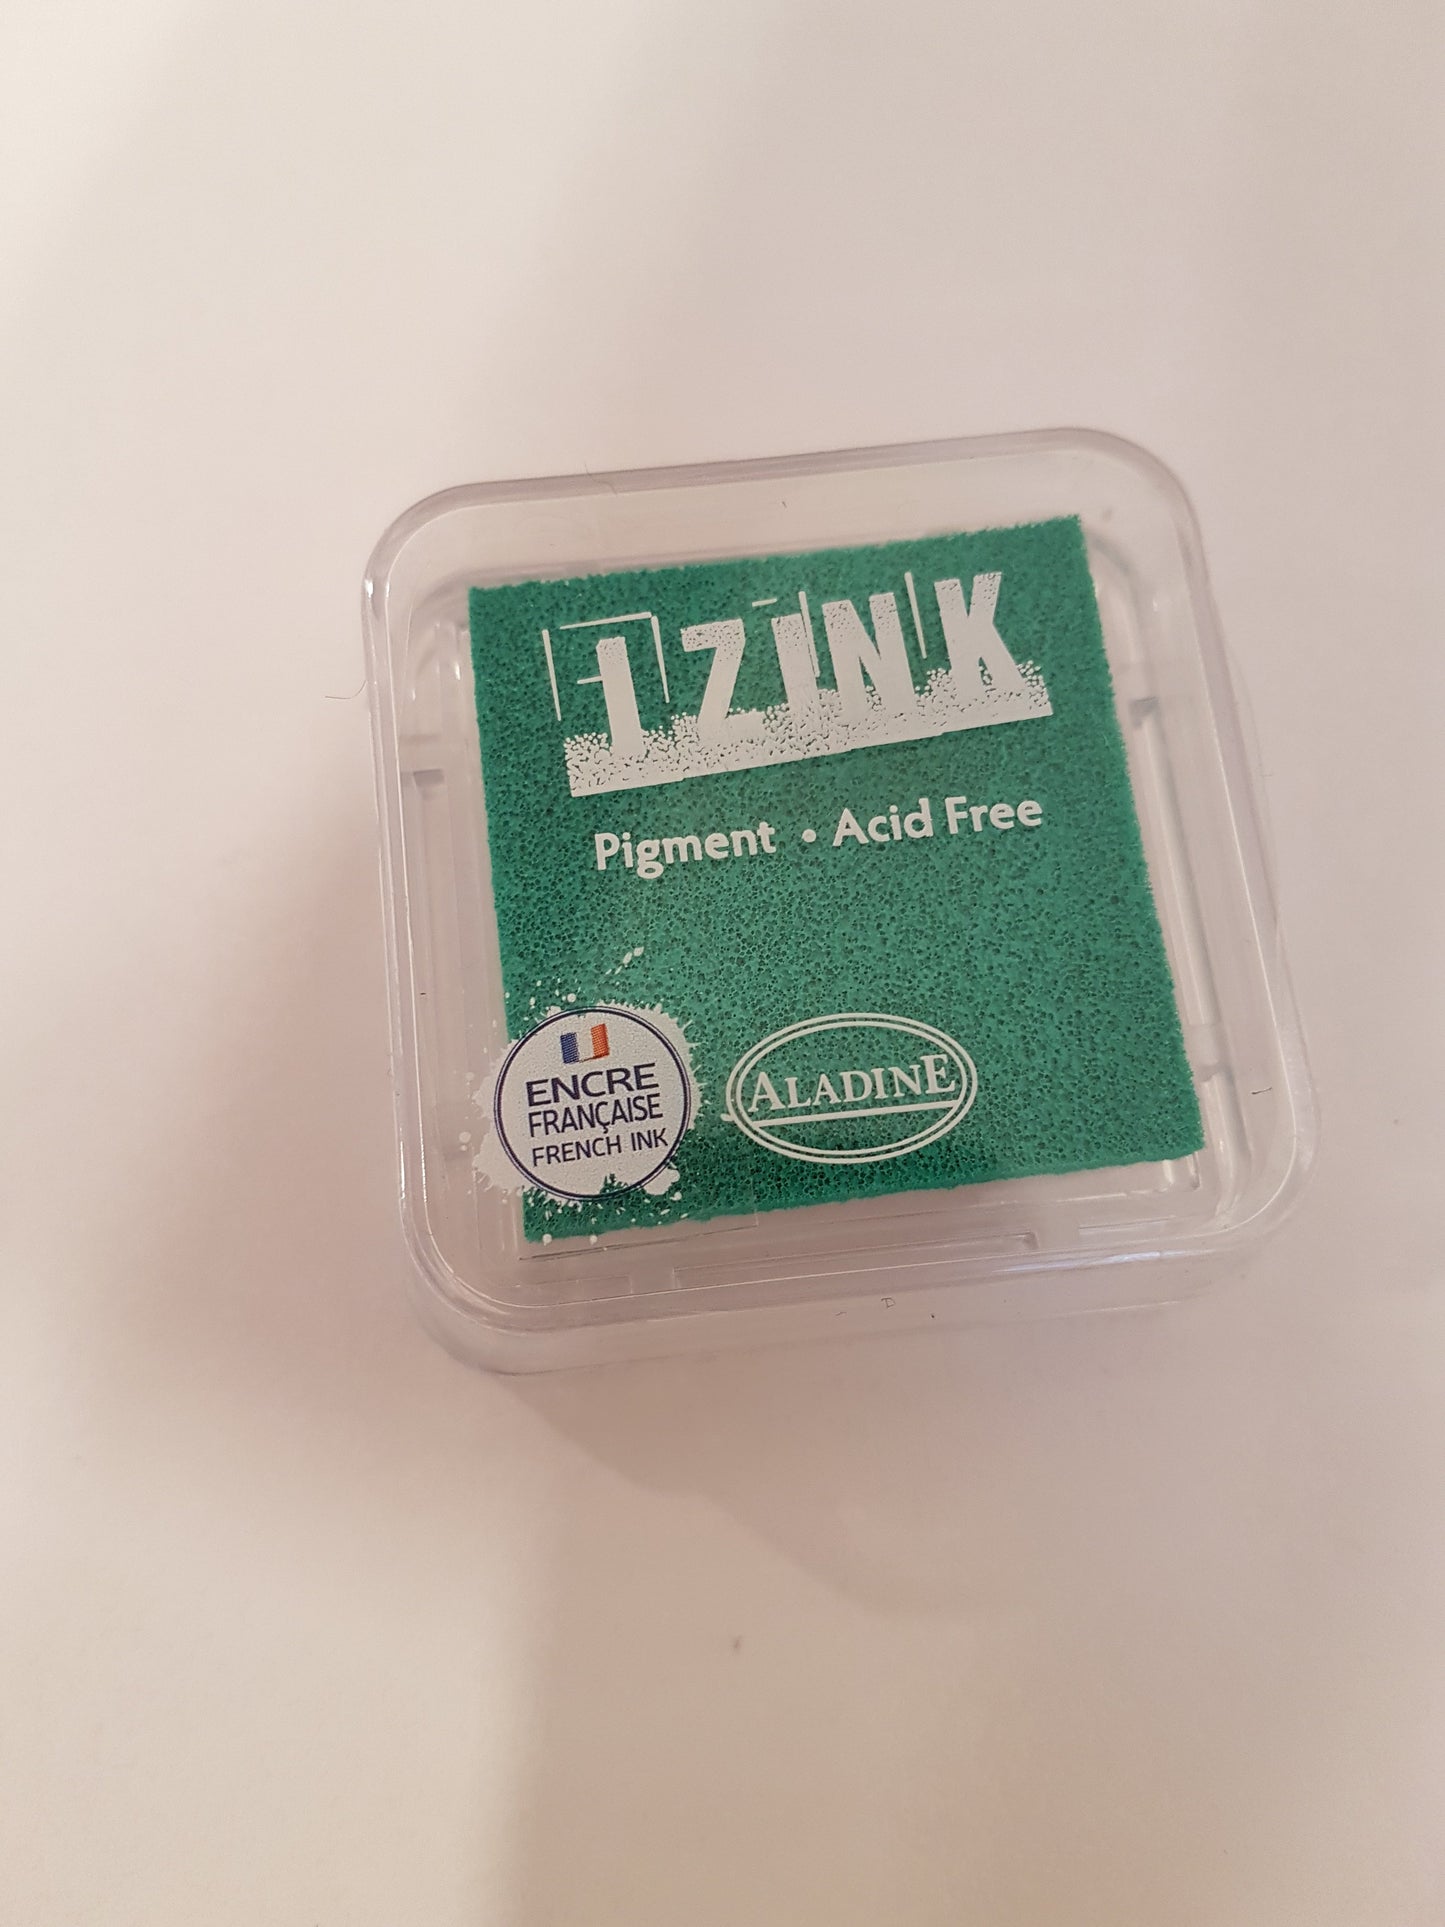 IZINK
Pigment • Acid Free
ENCRE
FRANÇAISE
FRENCH INK
ALADINE